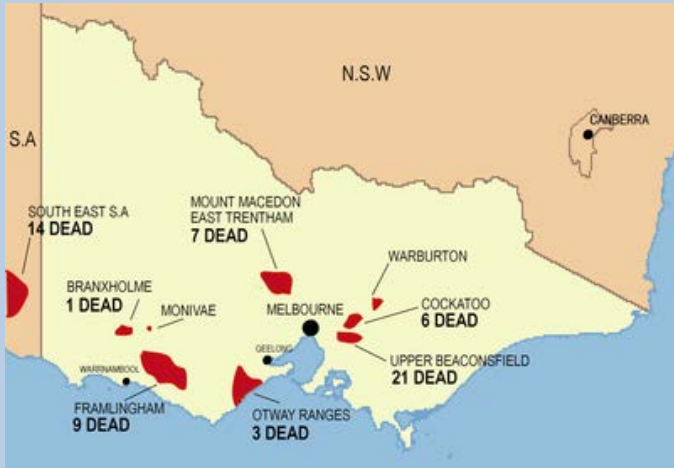 N.S.W
CANBERRA
S.A
SOUTH EAST S.A
14 DEAD
MOUNT MACEDON
EAST TRENTHAM
7 DEAD
WARBURTON
BRANXHOLME
1 DEAD
MONIVAE
MELBOURNE
COCKATOO
6 DEAD
GEELONG
UPPER BEACONSFIELD
21 DEAD
WARRNAMBOOL
FRAMLINGHAM
9 DEAD
OTWAY RANGES
3 DEAD